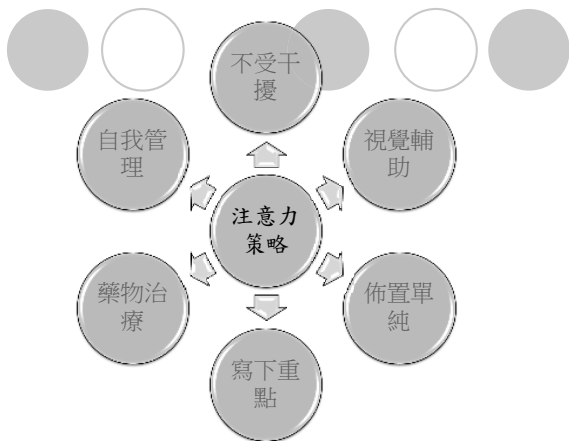 不受干
擾
自我管
理
視覺輔
助
注意力
策略
藥物治
療
佈置單
純
寫下重
點